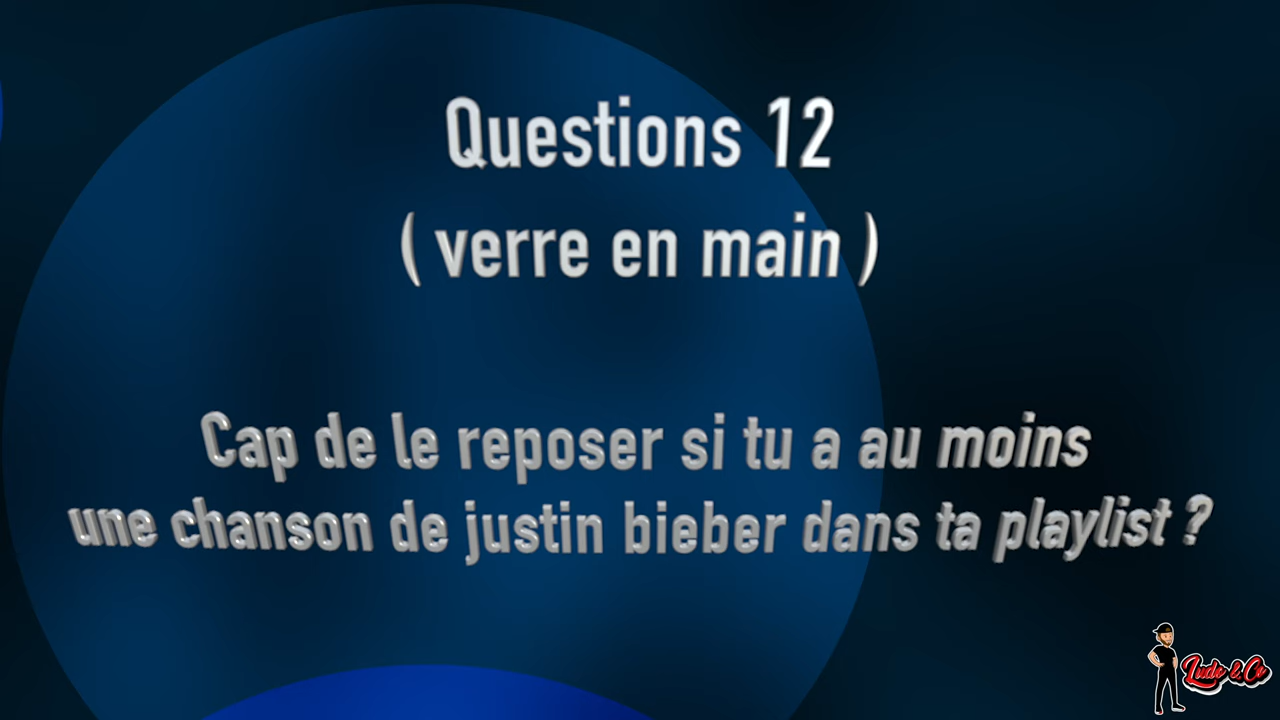 Questions 12
( verre en main )
Cap de le reposer si tu a au moins
une chanson de justin bieber dans ta playlist ?
Ludo & Co